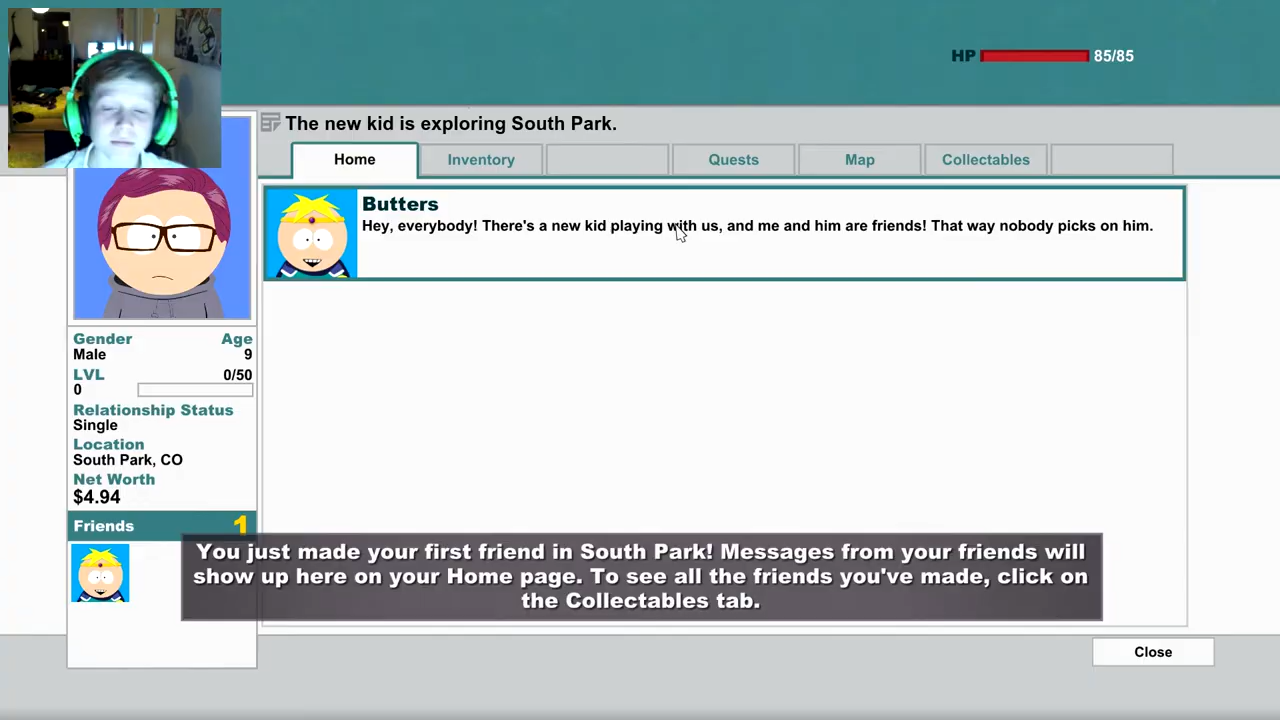 HP 85/85
The new kid is exploring South Park.
Home Inventory Quests Map Collectables
Butters
Hey, everybody! There's a new kid playing with us, and me and him are friends! That way nobody picks on him.
Gender Age
Male 9
LVL 0/50
0
Relationship Status
Single
Location
South Park, CO
Net Worth
$4.94
Friends 1
You just made your first friend in South Park! Messages from your friends will
show up here on your Home page. To see all the friends you've made, click on
the Collectables tab.
Close